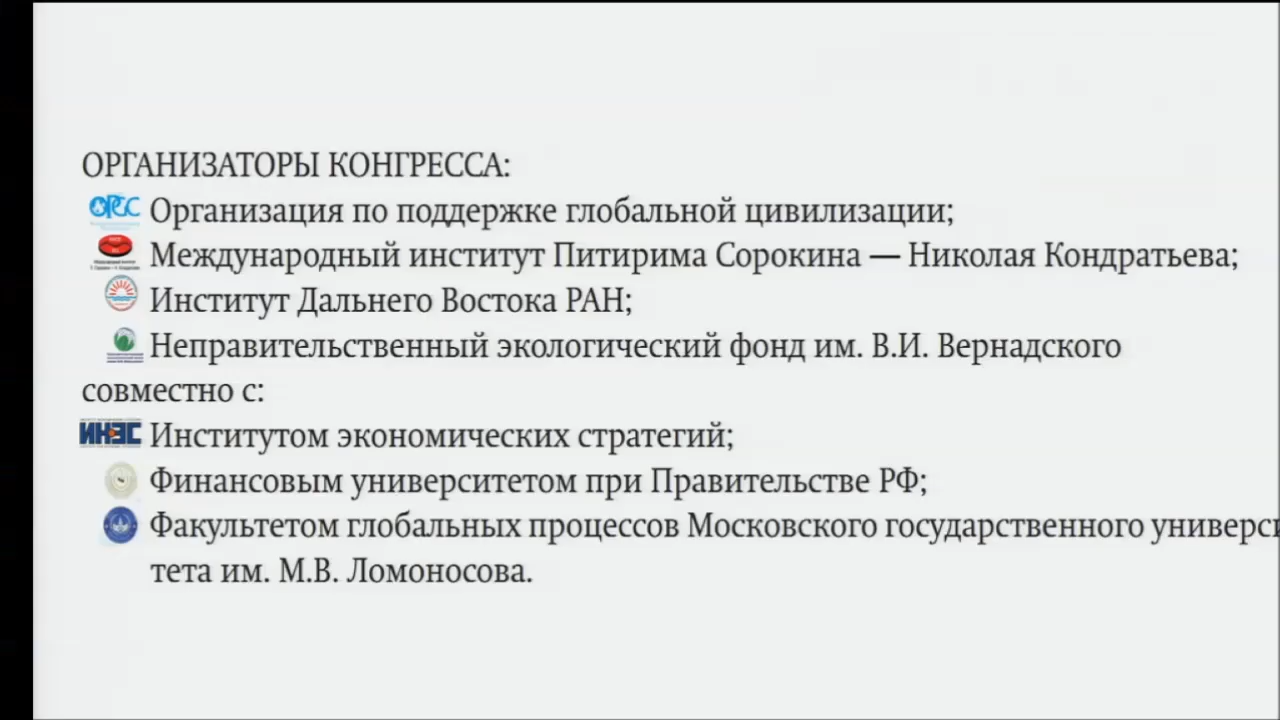 ОРГАНИЗАТОРЫ КОНГРЕССА:
Организация по поддержке глобальной цивилизации;
Международный институт Питирима Сорокина — Николая Кондратьева;
Институт Дальнего Востока РАН;
Неправительственный экологический фонд им. В.И. Вернадского
совместно с:
ИНЭС Институтом экономических стратегий;
Финансовым университетом при Правительстве РФ;
Факультетом глобальных процессов Московского государственного универси
тета им. М.В. Ломоносова.